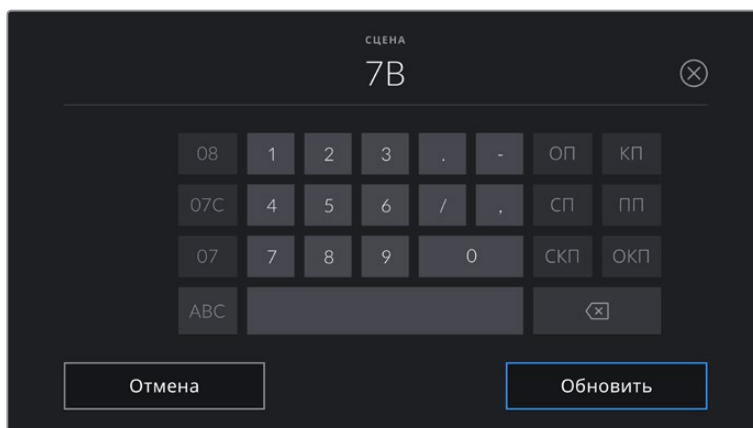 СЦЕНА
7B
08 1 2 3 . - ОП КП
07C 4 5 6 / , СП ПП
07 7 8 9 0 СКП ОКП
ABC
Отмена Обновить